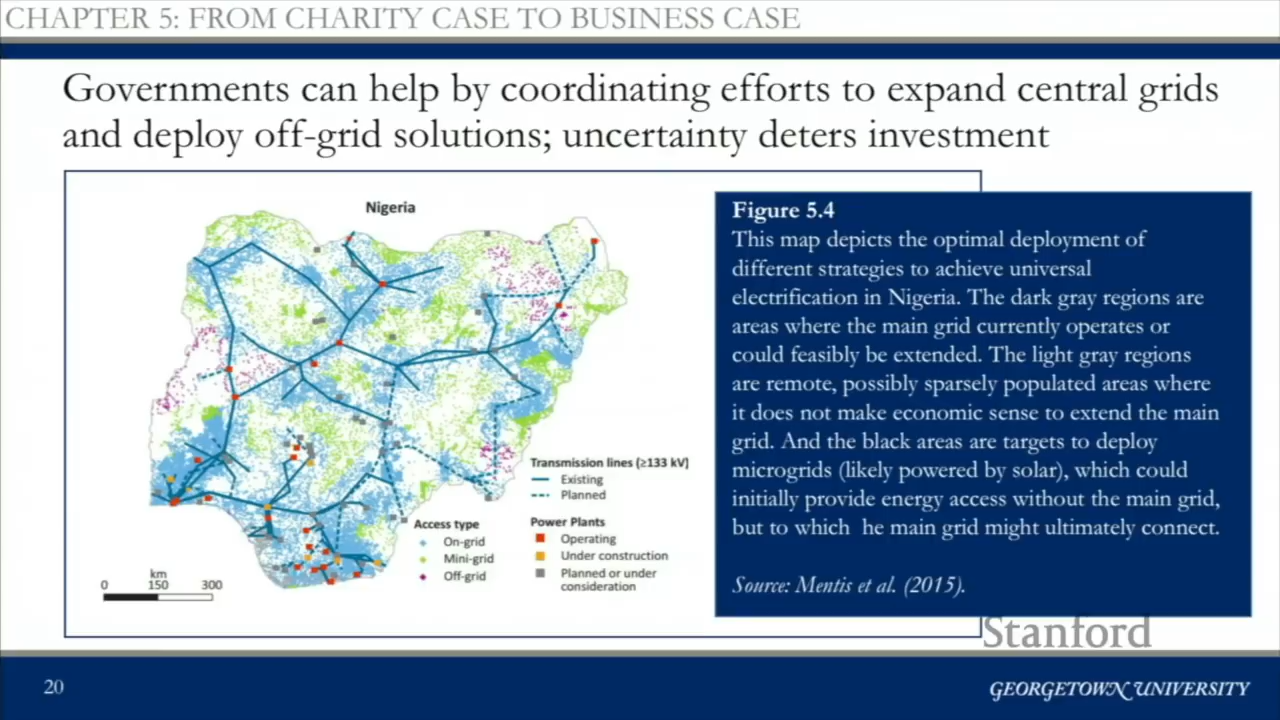 CHAPTER 5: FROM CHARITY CASE TO BUSINESS CASE
Governments can help by coordinating efforts to expand central grids
and deploy off-grid solutions; uncertainty deters investment
Nigeria
Transmission lines (≥133 kV)
Existing
Planned
Access type
On-grid
Mini-grid
Off-grid
Power Plants
Operating
Under construction
Planned or under
consideration
km
0 150 300
Figure 5.4
This map depicts the optimal deployment of
different strategies to achieve universal
electrification in Nigeria. The dark gray regions are
areas where the main grid currently operates or
could feasibly be extended. The light gray regions
are remote, possibly sparsely populated areas where
it does not make economic sense to extend the main
grid. And the black areas are targets to deploy
microgrids (likely powered by solar), which could
initially provide energy access without the main grid,
but to which he main grid might ultimately connect.
Source: Mentis et al. (2015).
Stanford
20
GEORGETOWN UNIVERSITY